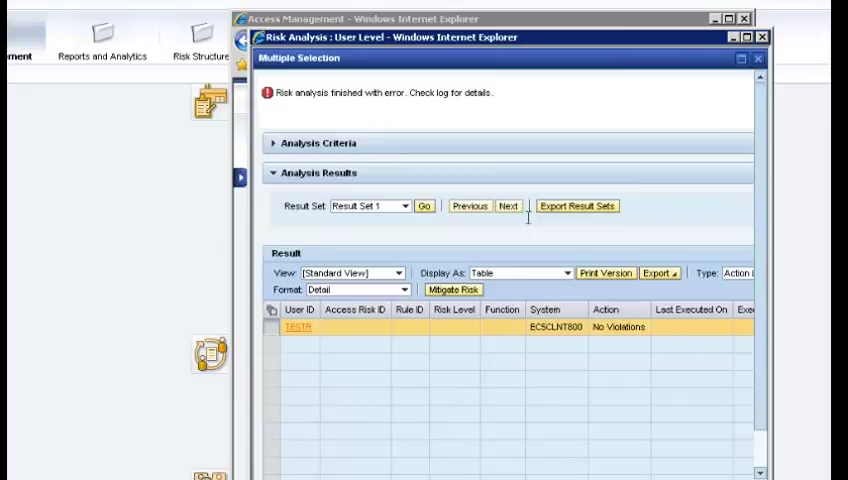 Access Management - Windows Internet Explorer
Risk Analysis : User Level - Windows Internet Explorer
Multiple Selection
Reports and Analytics
Risk Structure
Risk analysis finished with error. Check log for details.
Analysis Criteria
Analysis Results
Result Set: Result Set 1 Go Previous Next Export Result Sets
Result
View: [Standard View] Display As: Table Print Version Export Type: Action
Format: Detail Mitigate Risk
User ID Access Risk ID Rule ID Risk Level Function System Action Last Executed On Exe
TESTR ECSCLNT800 No Violations